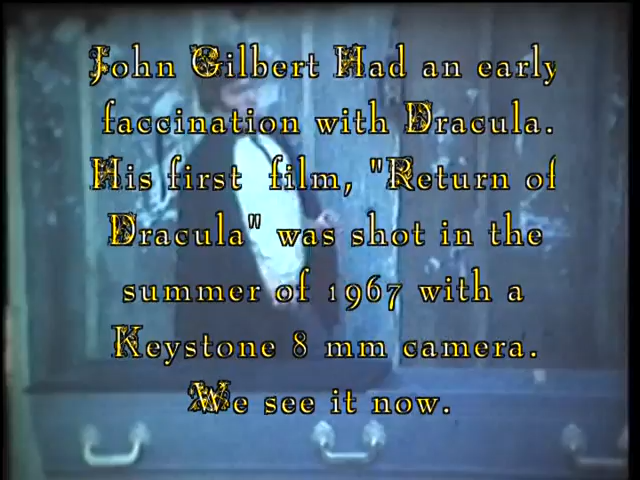 John Gilbert Had an early
faccination with Dracula.
His first film, "Return of
Dracula" was shot in the
summer of 1967 with a
Keystone 8 mm camera.
We see it now.